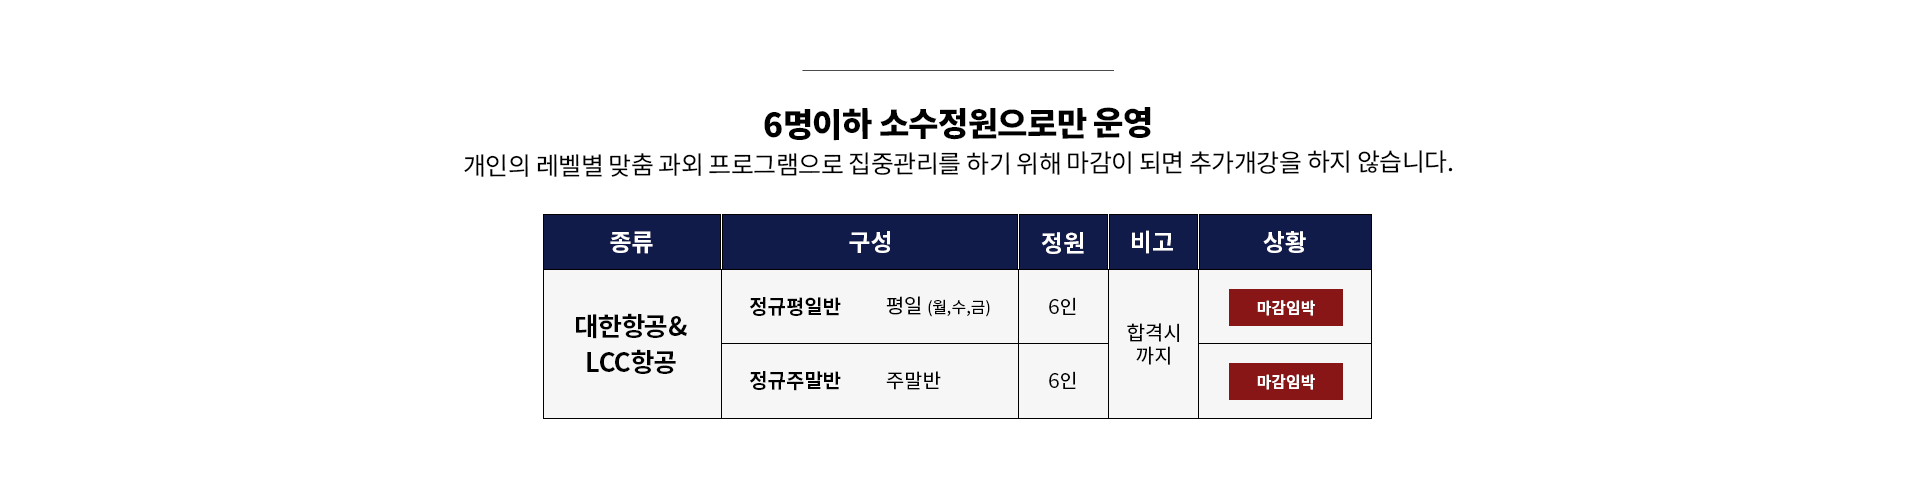 6명이하 소수정원으로만 운영
개인의 레벨별 맞춤 과외 프로그램으로 집중관리를 하기 위해 마감이 되면 추가개강을 하지 않습니다.
종류 구성 정원 비고 상황
대한항공&
LCC항공
정규평일반 평일 (월,수,금) 6인 마감임박
합격시
까지
정규주말반 주말반 6인 마감임박